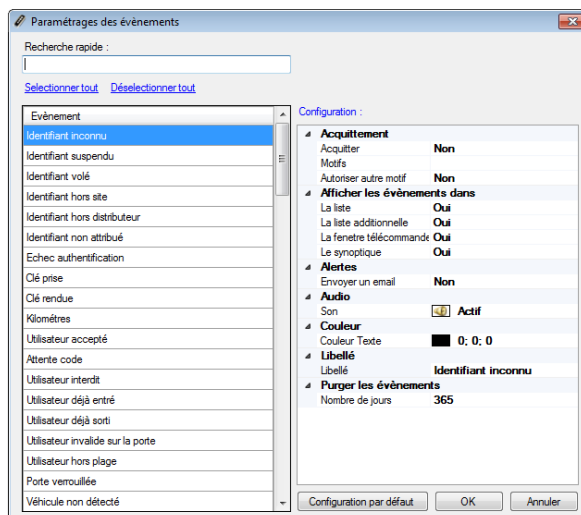 Paramétrages des évènements
Recherche rapide :
Selectionner tout Déselectionner tout
Evènement
Identifiant inconnu
Identifiant suspendu
Identifiant volé
Identifiant hors site
Identifiant hors distributeur
Identifiant non attribué
Echec authentification
Clé prise
Clé rendue
Kilométres
Utilisateur accepté
Attente code
Utilisateur interdit
Utilisateur déjà entré
Utilisateur déjà sorti
Utilisateur invalide sur la porte
Utilisateur hors plage
Porte verrouillée
Véhicule non détecté
Configuration :
Acquittement
Acquitter Non
Motifs
Autoriser autre motif Non
Afficher les évènements dans
La liste Oui
La liste additionnelle Oui
La fenetre télécommande Oui
Le synoptique Oui
Alertes
Envoyer un email Non
Audio
Son Actif
Couleur
Couleur Texte 0; 0; 0
Libellé
Libellé Identifiant inconnu
Purger les évènements
Nombre de jours 365
Configuration par défaut OK Annuler